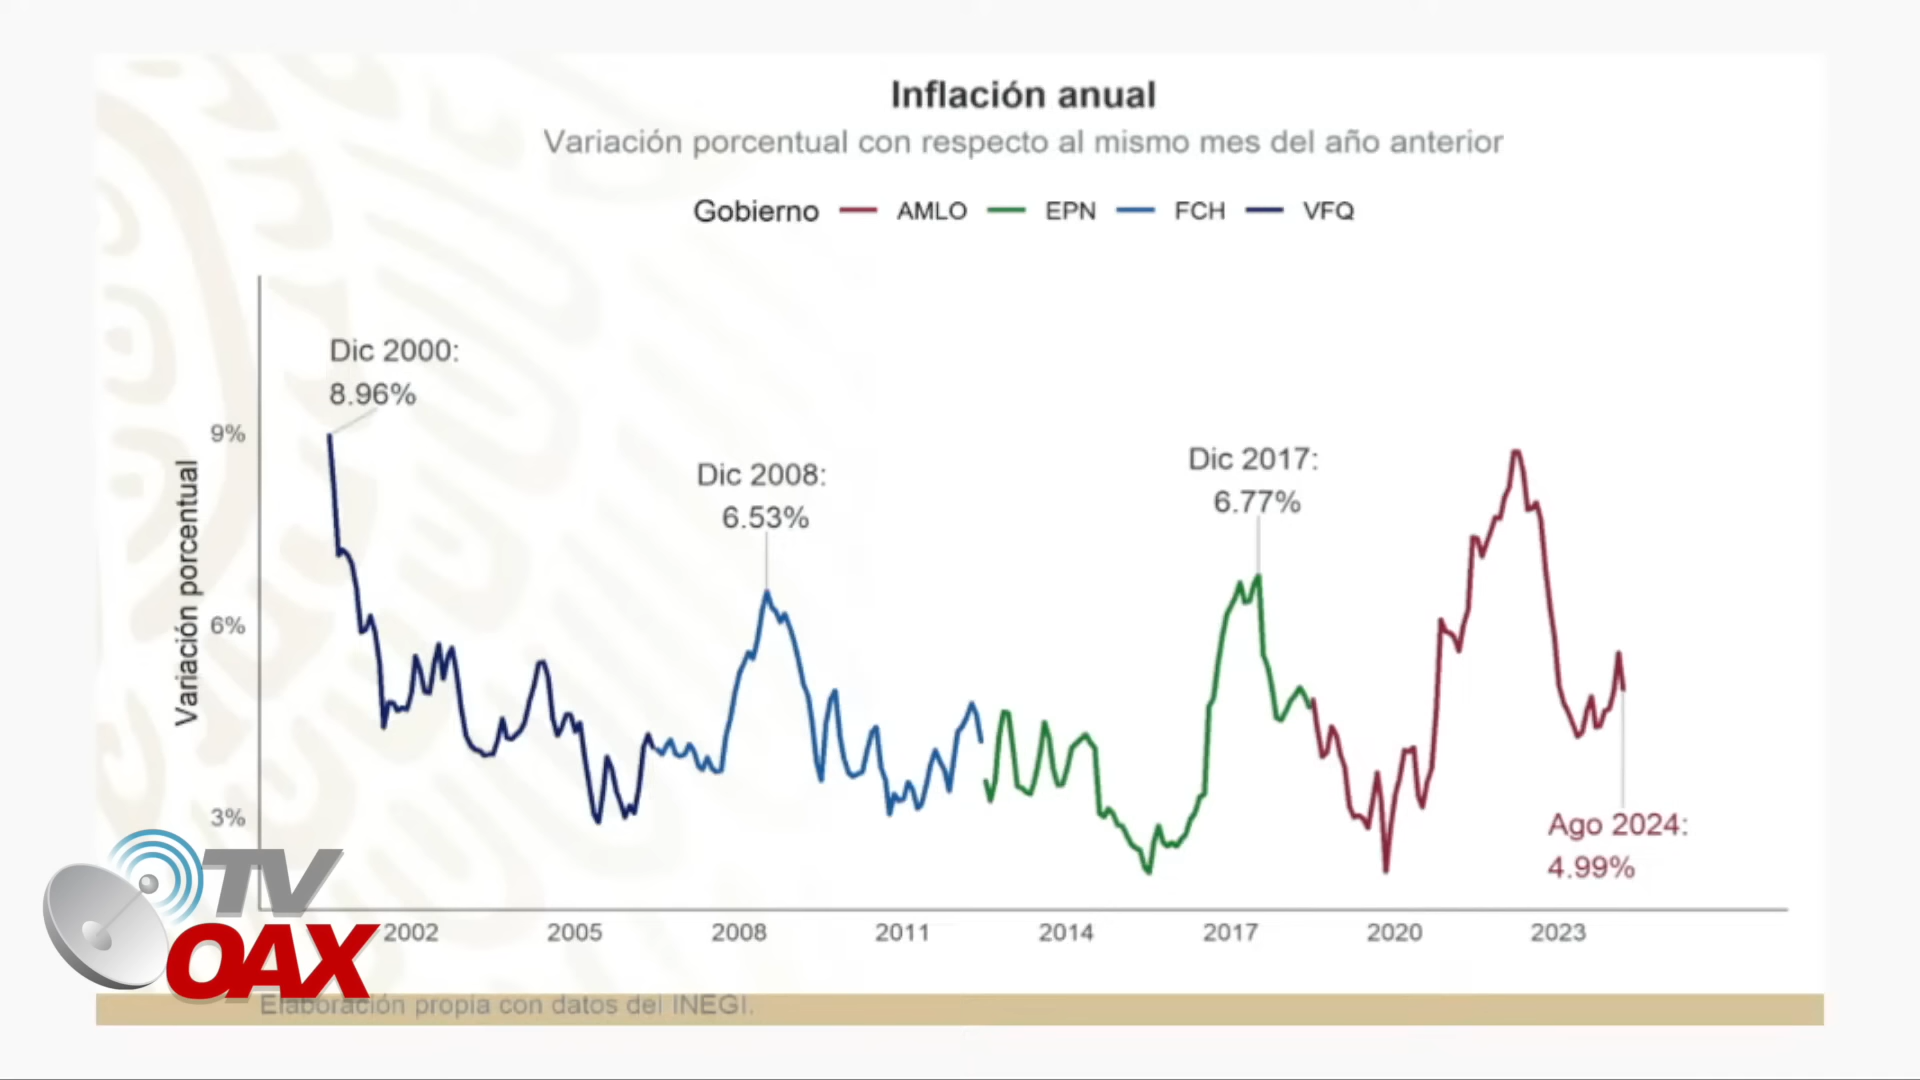 Inflación anual
Variación porcentual con respecto al mismo mes del año anterior
Gobierno AMLO EPN FCH VFQ
Dic 2000:
8.96%
Dic 2008:
6.53%
Dic 2017:
6.77%
Ago 2024:
4.99%
Variación porcentual
9%
6%
3%
2002 2005 2008 2011 2014 2017 2020 2023
TV
OAX
Elaboración propia con datos del INEGI.